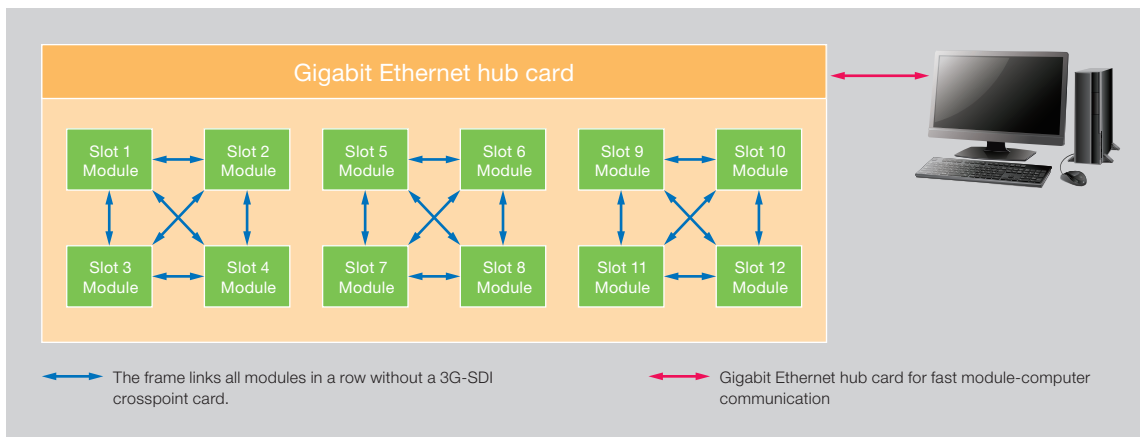 Gigabit Ethernet hub card
Slot 1
Module
Slot 2
Module
Slot 5
Module
Slot 6
Module
Slot 9
Module
Slot 10
Module
Slot 3
Module
Slot 4
Module
Slot 7
Module
Slot 8
Module
Slot 11
Module
Slot 12
Module
The frame links all modules in a row without a 3G-SDI
crosspoint card.
Gigabit Ethernet hub card for fast module-computer
communication